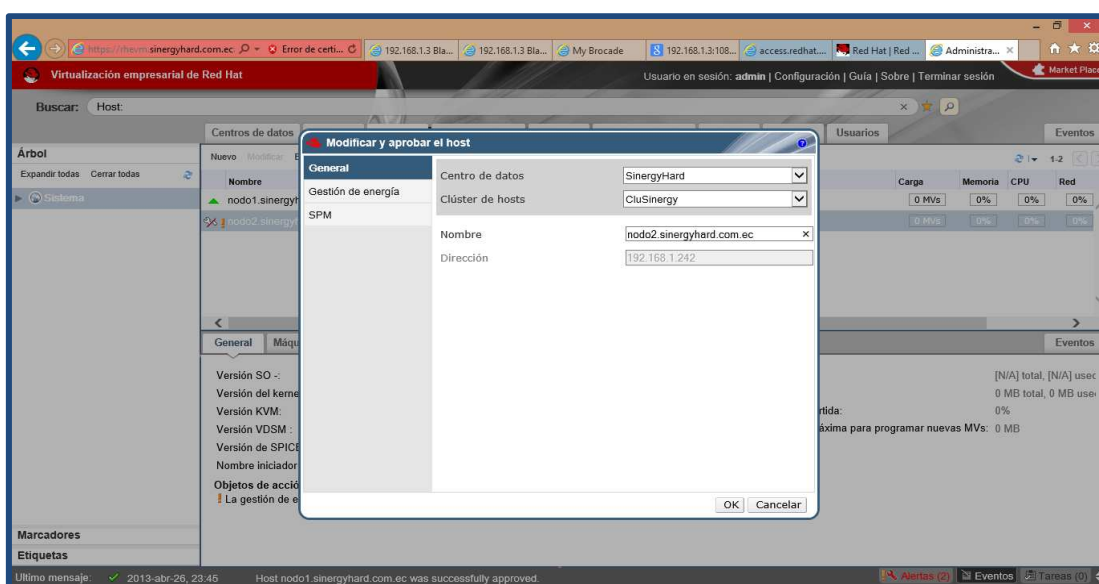 https://rhevm.sinergyhard.com.ec Error de certi... 192.168.1.3 Bla... 192.168.1.3 Bla... My Brocade 192.168.1.3:108... access.redhat.... Red Hat | Red ... Administra...
Virtualización empresarial de Red Hat Usuario en sesión: admin | Configuración | Guía | Sobre | Terminar sesión Market Place
Buscar: Host:
Centros de datos Usuarios Eventos
Árbol
Expandir todas Cerrar todas
Sistema
Nuevo Modificar E 1-2
Nombre Carga Memoria CPU Red
nodo1.sinergyh 0 MVs 0% 0% 0%
nodo2.sinergyh 0 MVs 0% 0% 0%
Modificar y aprobar el host
General
Gestión de energía
SPM
Centro de datos SinergyHard
Clúster de hosts CluSinergy
Nombre nodo2.sinergyhard.com.ec
Dirección 192.168.1.242
OK Cancelar
General Máqu Eventos
Versión SO -: [N/A] total, [N/A] usec
Versión del kerne 0 MB total, 0 MB use
Versión KVM: rtida: 0%
Versión VDSM : áxima para programar nuevas MVs: 0 MB
Versión de SPICE
Nombre iniciador
Objetos de acció
La gestión de e
Marcadores
Etiquetas
Ultimo mensaje: 2013-abr-26, 23:45 Host nodo1.sinergyhard.com.ec was successfully approved. Alertas (2) Eventos Tareas (0)